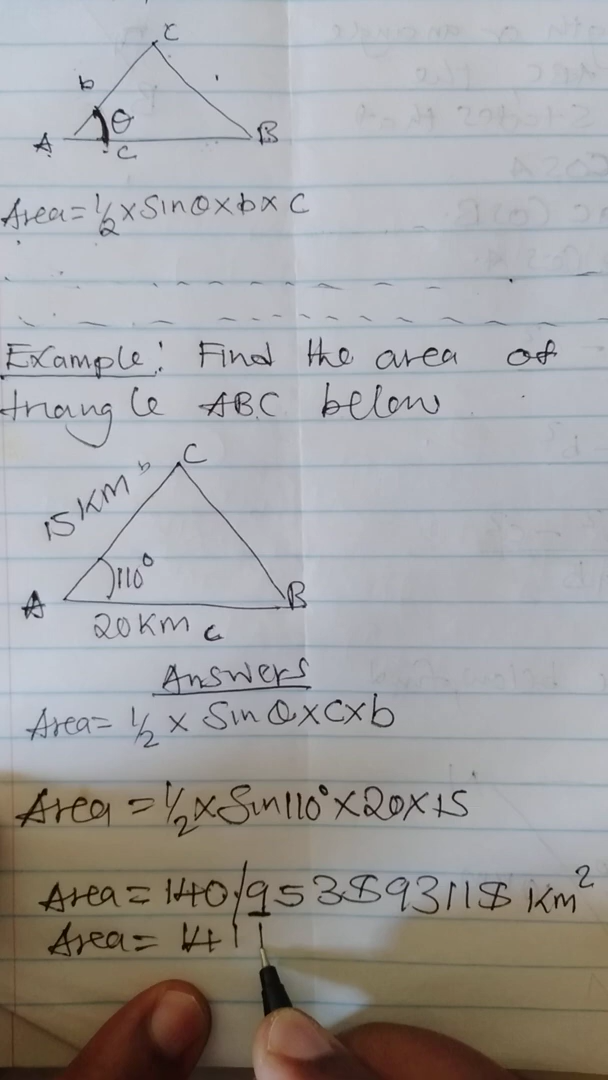 C
b
θ
A
c
B
Area = 1/2 × Sin θ × b × c
Example: Find the area of
triangle ABC below
C
15 KM b
110°
A
B
20 KM c
Answers
Area = 1/2 × Sin θ × c × b
Area = 1/2 × Sin 110° × 20 × 15
Area = 140/953893118 KM²
Area = 141